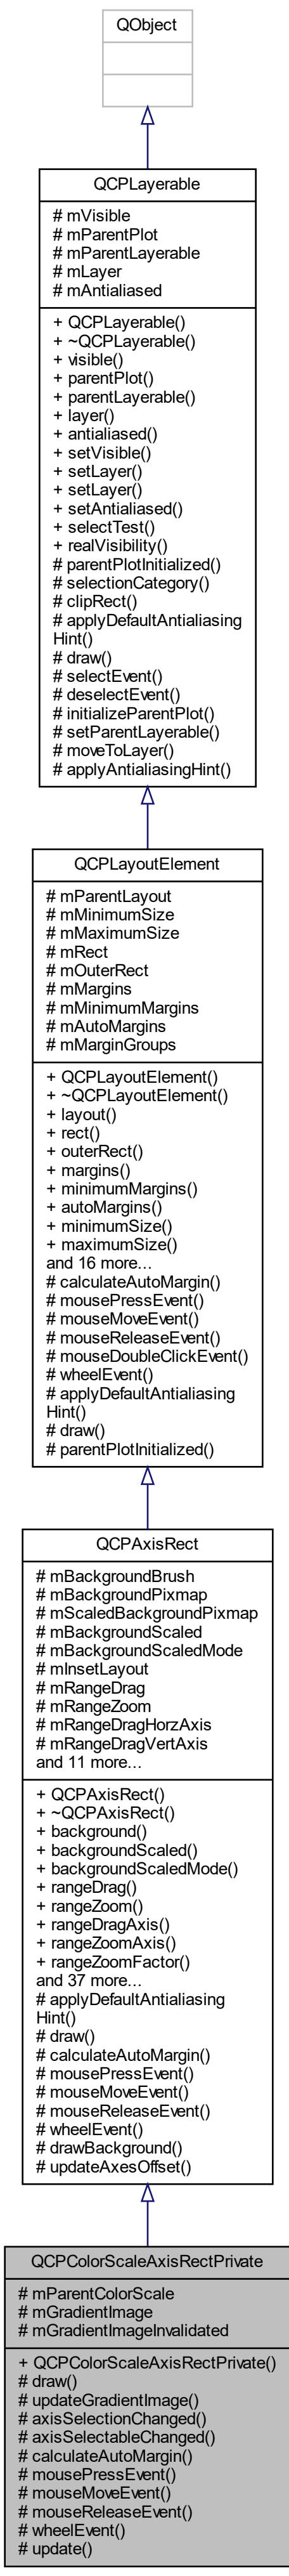 QObject
QCPLayerable
# mVisible
# mParentPlot
# mParentLayerable
# mLayer
# mAntialiased
+ QCPLayerable()
+ ~QCPLayerable()
+ visible()
+ parentPlot()
+ parentLayerable()
+ layer()
+ antialiased()
+ setVisible()
+ setLayer()
+ setLayer()
+ setAntialiased()
+ selectTest()
+ realVisibility()
# parentPlotInitialized()
# selectionCategory()
# clipRect()
# applyDefaultAntialiasing
Hint()
# draw()
# selectEvent()
# deselectEvent()
# initializeParentPlot()
# setParentLayerable()
# moveToLayer()
# applyAntialiasingHint()
QCPLayoutElement
# mParentLayout
# mMinimumSize
# mMaximumSize
# mRect
# mOuterRect
# mMargins
# mMinimumMargins
# mAutoMargins
# mMarginGroups
+ QCPLayoutElement()
+ ~QCPLayoutElement()
+ layout()
+ rect()
+ outerRect()
+ margins()
+ minimumMargins()
+ autoMargins()
+ minimumSize()
+ maximumSize()
and 16 more...
# calculateAutoMargin()
# mousePressEvent()
# mouseMoveEvent()
# mouseReleaseEvent()
# mouseDoubleClickEvent()
# wheelEvent()
# applyDefaultAntialiasing
Hint()
# draw()
# parentPlotInitialized()
QCPAxisRect
# mBackgroundBrush
# mBackgroundPixmap
# mScaledBackgroundPixmap
# mBackgroundScaled
# mBackgroundScaledMode
# mInsetLayout
# mRangeDrag
# mRangeZoom
# mRangeDragHorzAxis
# mRangeDragVertAxis
and 11 more...
+ QCPAxisRect()
+ ~QCPAxisRect()
+ background()
+ backgroundScaled()
+ backgroundScaledMode()
+ rangeDrag()
+ rangeZoom()
+ rangeDragAxis()
+ rangeZoomAxis()
+ rangeZoomFactor()
and 37 more...
# applyDefaultAntialiasing
Hint()
# draw()
# calculateAutoMargin()
# mousePressEvent()
# mouseMoveEvent()
# mouseReleaseEvent()
# wheelEvent()
# drawBackground()
# updateAxesOffset()
QCPColorScaleAxisRectPrivate
# mParentColorScale
# mGradientImage
# mGradientImageInvalidated
+ QCPColorScaleAxisRectPrivate()
# draw()
# updateGradientImage()
# axisSelectionChanged()
# axisSelectableChanged()
# calculateAutoMargin()
# mousePressEvent()
# mouseMoveEvent()
# mouseReleaseEvent()
# wheelEvent()
# update()